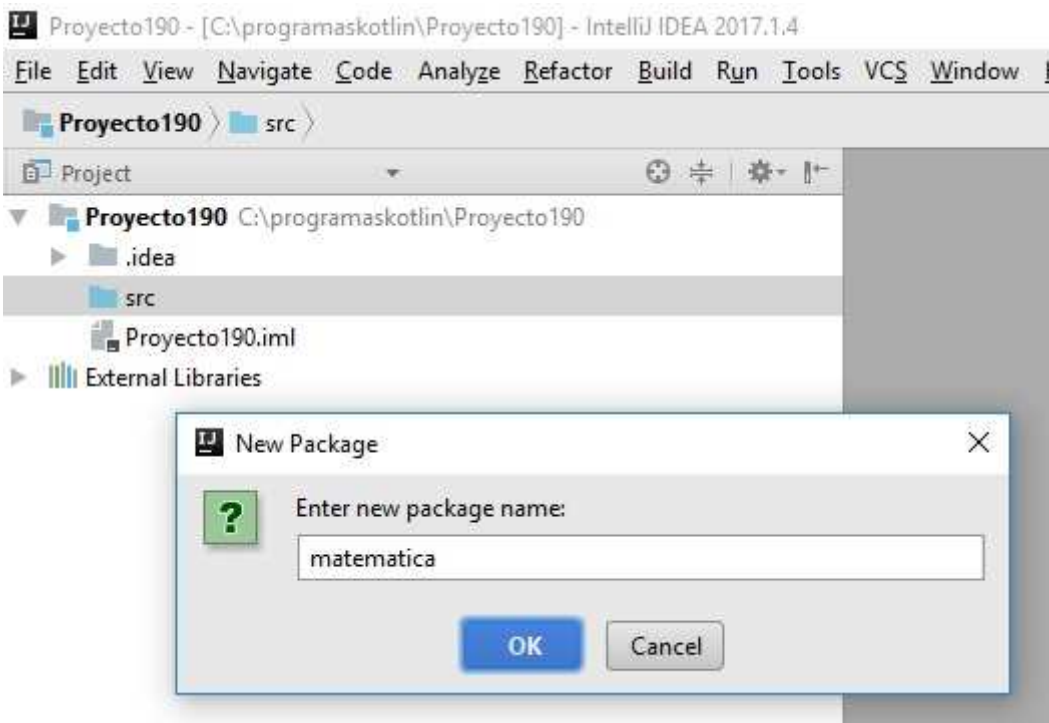 Proyecto190 - [C:\programaskotlin\Proyecto190] - IntelliJ IDEA 2017.1.4
File Edit View Navigate Code Analyze Refactor Build Run Tools VCS Window
Proyecto190 src
Project
Proyecto190 C:\programaskotlin\Proyecto190
.idea
src
Proyecto190.iml
External Libraries
New Package
Enter new package name:
matematica
OK Cancel